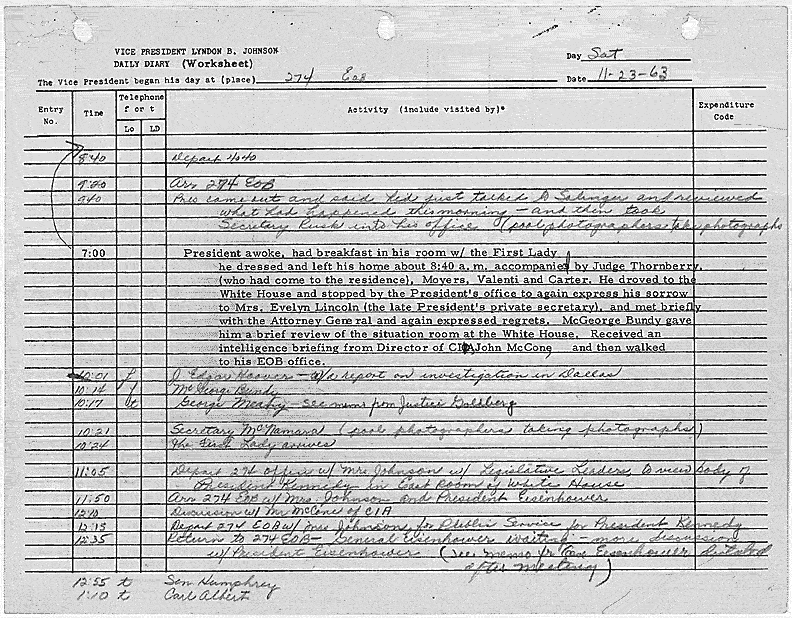 VICE PRESIDENT LYNDON B. JOHNSON
DAILY DIARY (Worksheet)
Day Sat
The Vice President began his day at (place) 274 EOB Date 11-23-63
Entry No. Time Telephone f or t Lo LD Activity (include visited by)* Expenditure Code
8:40 Depart 4040
9:20 Arr 274 EOB
940 Pres came out and said he'd just talked to Salinger and reviewed
what had happened this morning - and then took
Secretary Rusk into his office (pool photographers take photographs
7:00 President awoke, had breakfast in his room w/ the First Lady
he dressed and left his home about 8:40 a.m. accompanied by Judge Thornberry,
(who had come to the residence), Moyers, Valenti and Carter. He droved to the
White House and stopped by the President's office to again express his sorrow
to Mrs. Evelyn Lincoln (the late President's private secretary), and met briefly
with the Attorney General and again expressed regrets. McGeorge Bundy gave
him a brief review of the situation room at the White House. Received an
intelligence briefing from Director of CIA John McCone and then walked
to his EOB office.
10:01 f J Edgar Hoover - w/a report on investigation in Dallas
10:14 f McGeorge Bundy
10:17 t George Meany - see memo from Justice Goldberg
10:21 Secretary McNamara (pool photographers taking photographs)
10:24 the First Lady arrives
11:05 Depart 274 office w/ Mrs Johnson w/ Legislative Leaders to view body of
President Kennedy in East Room of White House
11:50 Arr 274 EOB w/ Mrs. Johnson and President Eisenhower
12:10 Discussion w/ Mr McCone of CIA
12:15 Depart 274 EOB w/ Mrs Johnson for Public Service for President Kennedy
12:35 Return to 274 EOB - General Eisenhower waiting - more discussion
w/ President Eisenhower (see memo fr Gen Eisenhower dictated
after meeting)
12:55 t Sen Humphrey
1:10 t Carl Albert